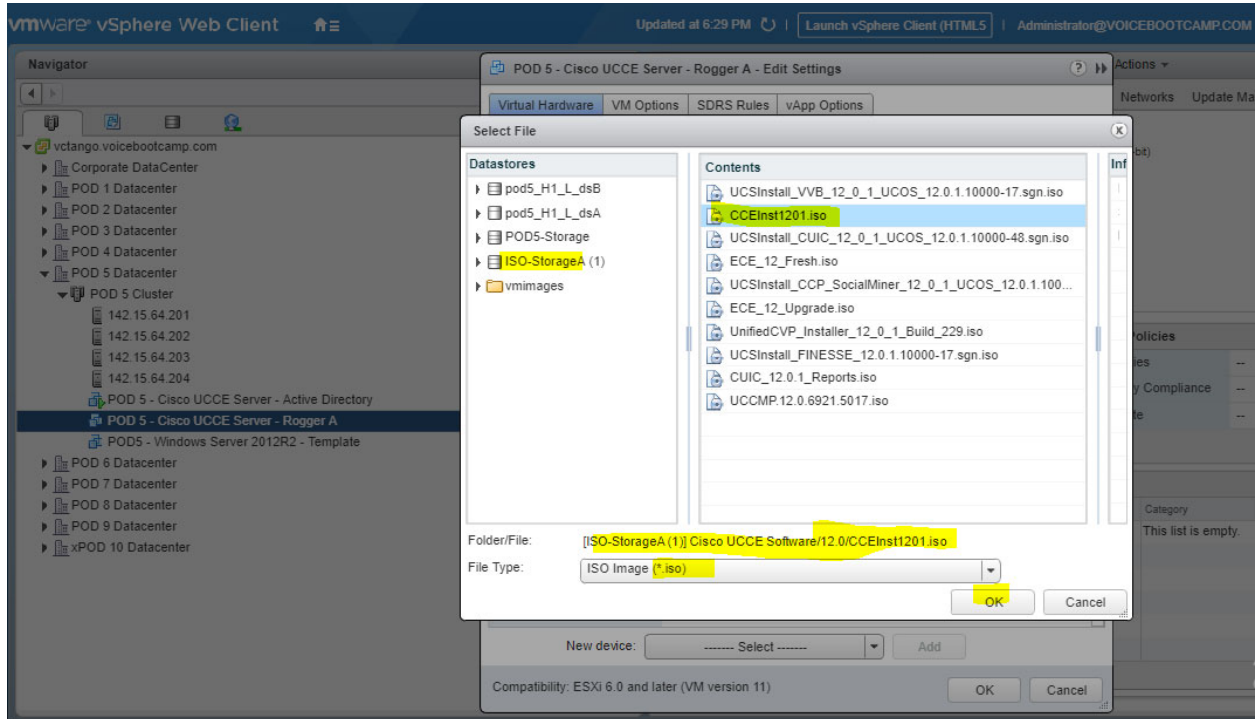 vmware® vSphere Web Client
Updated at 6:29 PM | Launch vSphere Client (HTML5 | Administrator@VOICEBOOTCAMP.COM
Navigator
vctango.voicebootcamp.com
Corporate DataCenter
POD 1 Datacenter
POD 2 Datacenter
POD 3 Datacenter
POD 4 Datacenter
POD 5 Datacenter
POD 5 Cluster
142.15.64.201
142.15.64.202
142.15.64.203
142.15.64.204
POD 5 - Cisco UCCE Server - Active Directory
POD 5 - Cisco UCCE Server - Rogger A
POD5 - Windows Server 2012R2 - Template
POD 6 Datacenter
POD 7 Datacenter
POD 8 Datacenter
POD 9 Datacenter
xPOD 10 Datacenter
POD 5 - Cisco UCCE Server - Rogger A - Edit Settings
Virtual Hardware VM Options SDRS Rules vApp Options
Select File
Datastores
pod5_H1_L_dsB
pod5_H1_L_dsA
POD5-Storage
ISO-StorageA (1)
vmimages
Contents
UCSInstall_VVB_12_0_1_UCOS_12.0.1.10000-17.sgn.iso
CCEInst1201.iso
UCSInstall_CUIC_12_0_1_UCOS_12.0.1.10000-48.sgn.iso
ECE_12_Fresh.iso
UCSInstall_CCP_SocialMiner_12_0_1_UCOS_12.0.1.100...
ECE_12_Upgrade.iso
UnifiedCVP_Installer_12_0_1_Build_229.iso
UCSInstall_FINESSE_12.0.1.10000-17.sgn.iso
CUIC_12.0.1_Reports.iso
UCCMP.12.0.6921.5017.iso
Inf
Folder/File: [ISO-StorageA (1)] Cisco UCCE Software/12.0/CCEInst1201.iso
File Type: ISO Image (*.iso)
OK Cancel
New device: ------- Select ------- Add
Compatibility: ESXi 6.0 and later (VM version 11)
OK Cancel
Actions
Networks Update Ma
-bit)
Policies
ies --
y Compliance --
te --
Category
This list is empty.